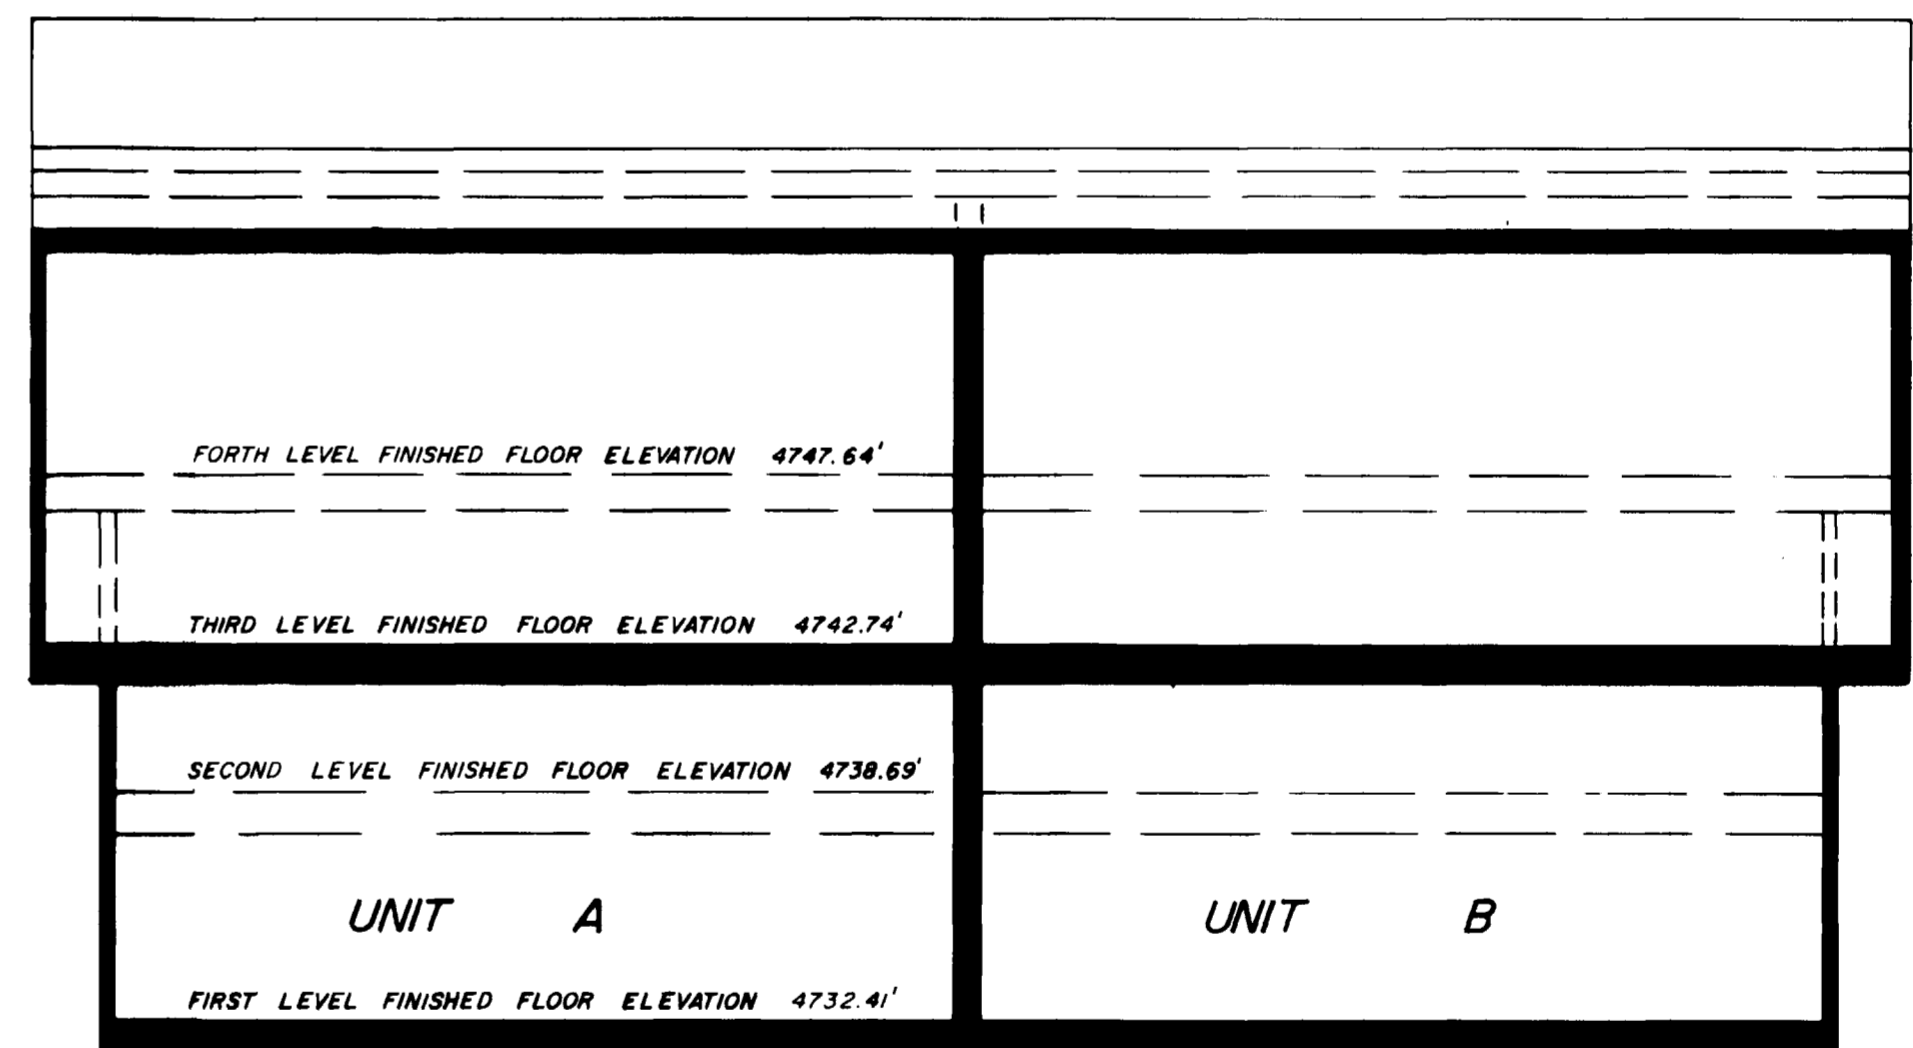 FORTH LEVEL FINISHED FLOOR ELEVATION 4747.64'
THIRD LEVEL FINISHED FLOOR ELEVATION 4742.74'
SECOND LEVEL FINISHED FLOOR ELEVATION 4738.69'
UNIT A UNIT B
FIRST LEVEL FINISHED FLOOR ELEVATION 4732.41'